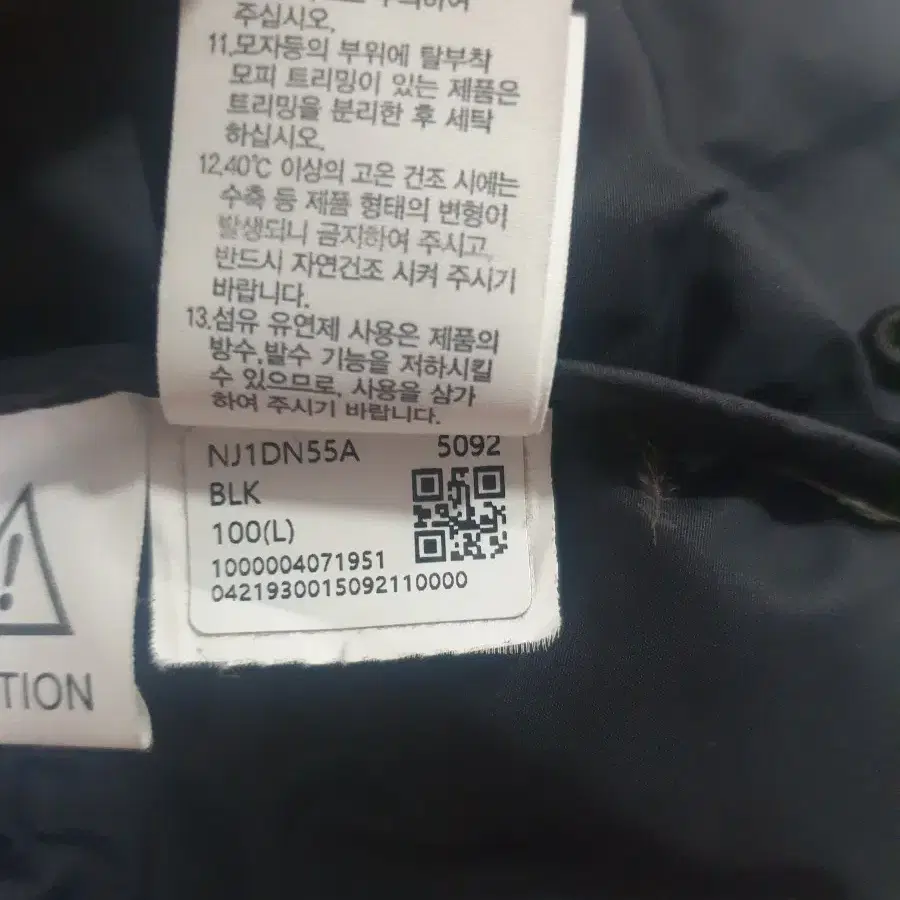 주십시오.
11.모자등의 부위에 탈부착
모피 트리밍이 있는 제품은
트리밍을 분리한 후 세탁
하십시오.
12.40℃ 이상의 고온 건조 시에는
수축 등 제품 형태의 변형이
발생되니 금지하여 주시고,
반드시 자연건조 시켜 주시기
바랍니다.
13.섬유 유연제 사용은 제품의
방수,발수 기능을 저하시킬
수 있으므로, 사용을 삼가
하여 주시기 바랍니다.
NJ1DN55A 5092
BLK
100(L)
1000004071951
0421930015092110000
TION